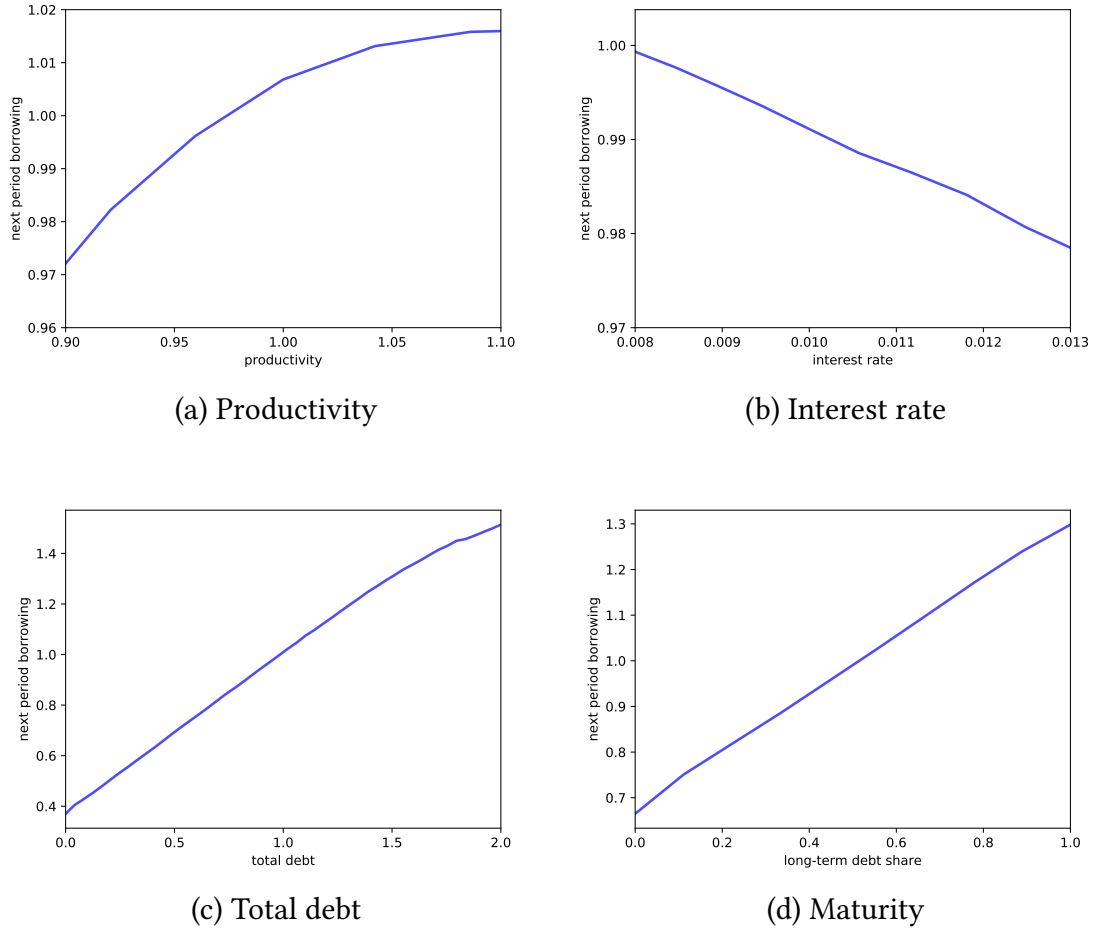 1.02
1.01
1.00
0.99
0.98
0.97
0.96
next period borrowing
0.90 0.95 1.00 1.05 1.10
productivity
(a) Productivity
1.00
0.99
0.98
0.97
next period borrowing
0.008 0.009 0.010 0.011 0.012 0.013
interest rate
(b) Interest rate
1.4
1.2
1.0
0.8
0.6
0.4
next period borrowing
0.0 0.5 1.0 1.5 2.0
total debt
(c) Total debt
1.3
1.2
1.1
1.0
0.9
0.8
0.7
next period borrowing
0.0 0.2 0.4 0.6 0.8 1.0
long-term debt share
(d) Maturity